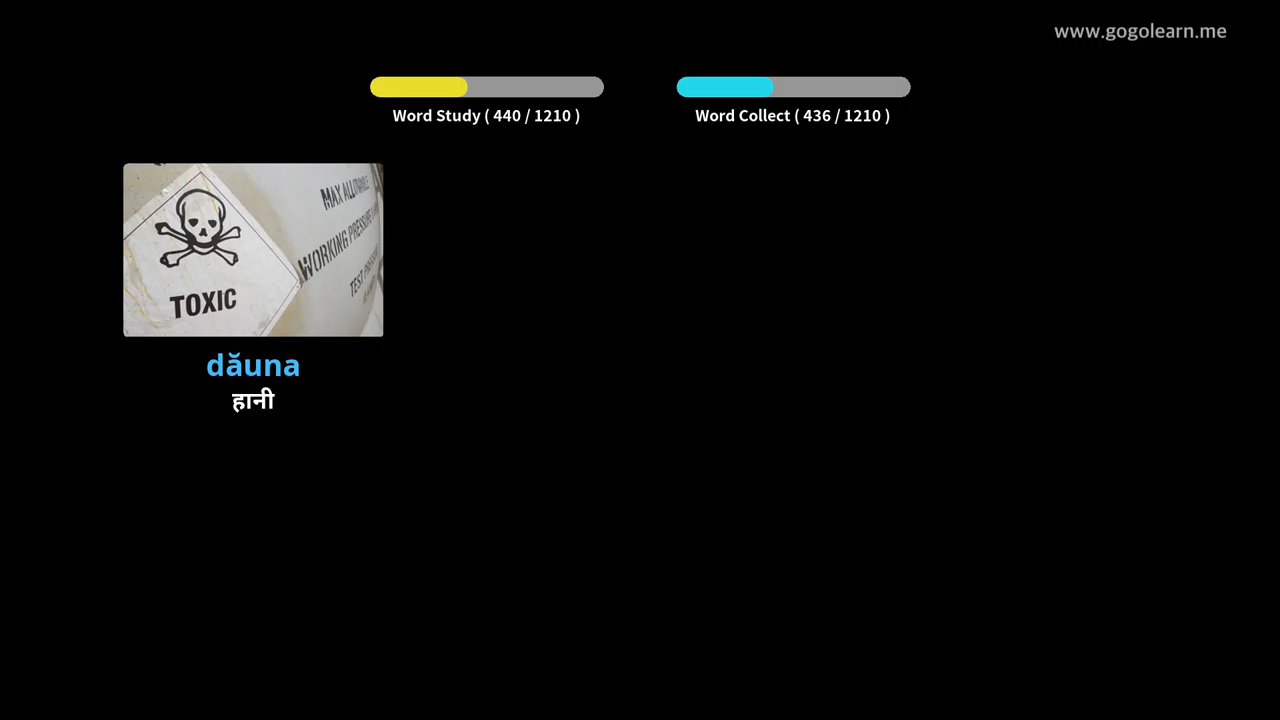 www.gogolearn.me
Word Study ( 440 / 1210 )
Word Collect ( 436 / 1210 )
MAX ALLOWABLE
WORKING PRESSURE
TEST
TOXIC
dăuna
हानी